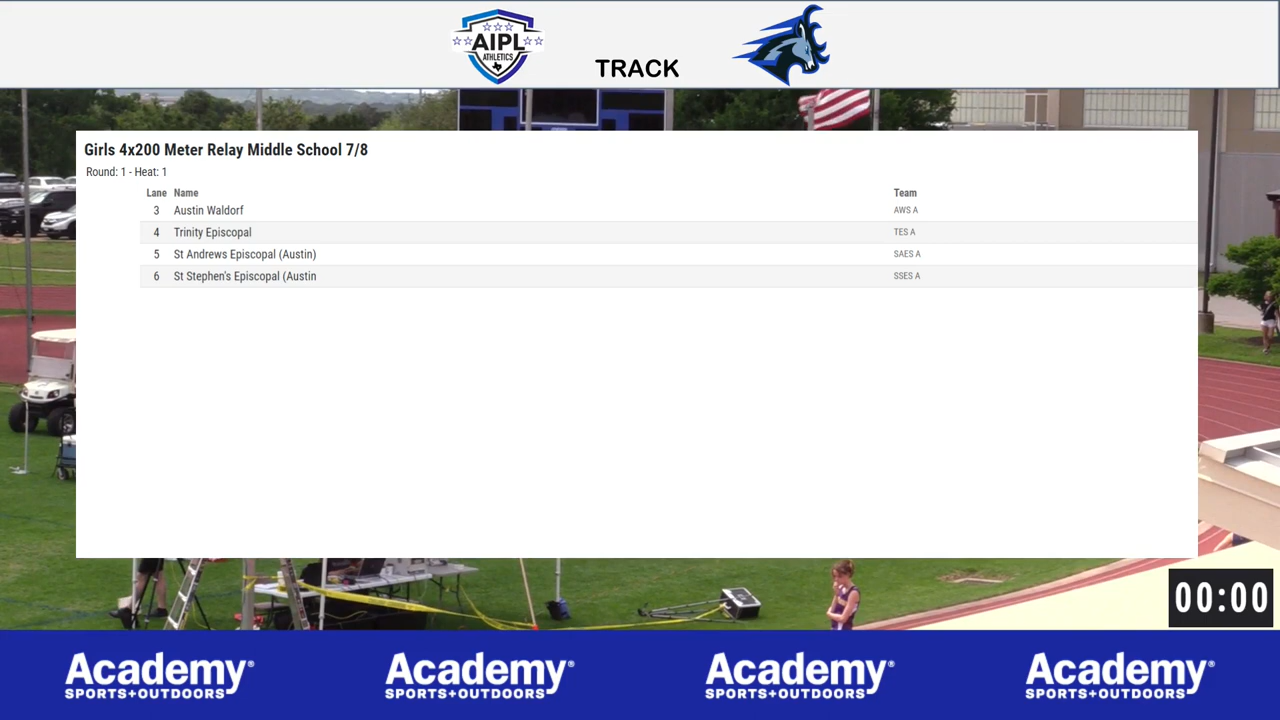 AIPL
ATHLETICS
TRACK
Girls 4x200 Meter Relay Middle School 7/8
Round: 1 - Heat: 1
Lane Name Team
3 Austin Waldorf AWS A
4 Trinity Episcopal TES A
5 St Andrews Episcopal (Austin) SAES A
6 St Stephen's Episcopal (Austin SSES A
00:00
Academy® Academy® Academy® Academy®
SPORTS+OUTDOORS SPORTS+OUTDOORS SPORTS+OUTDOORS SPORTS+OUTDOORS